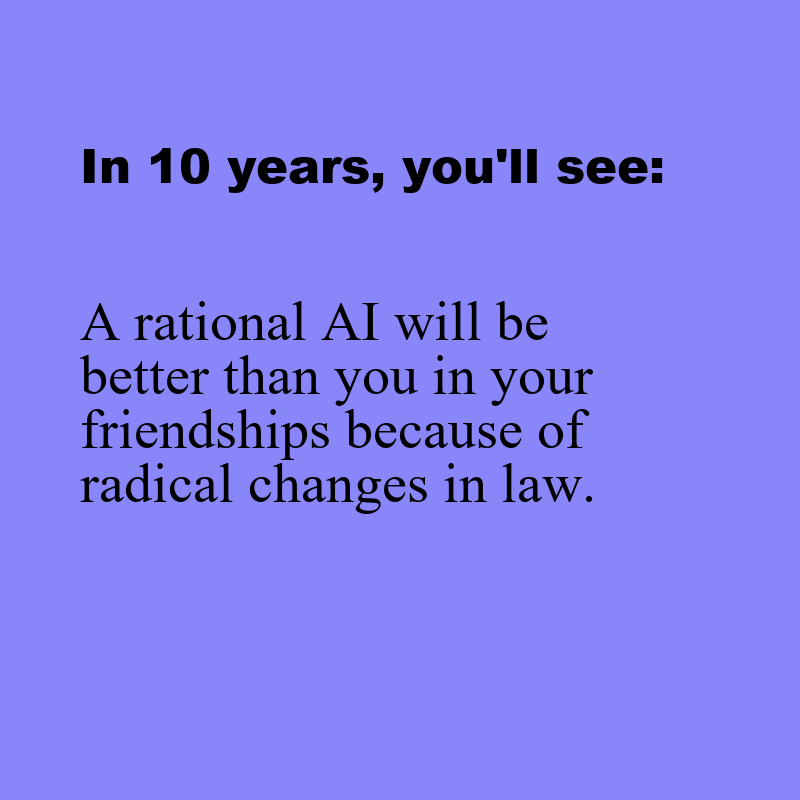 In 10 years, you'll see:
A rational AI will be
better than you in your
friendships because of
radical changes in law.